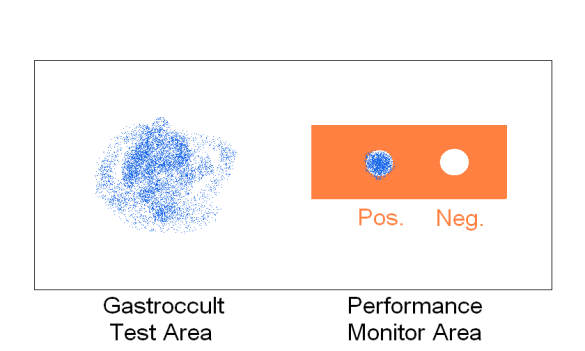 Pos. Neg.
Gastroccult
Test Area
Performance
Monitor Area